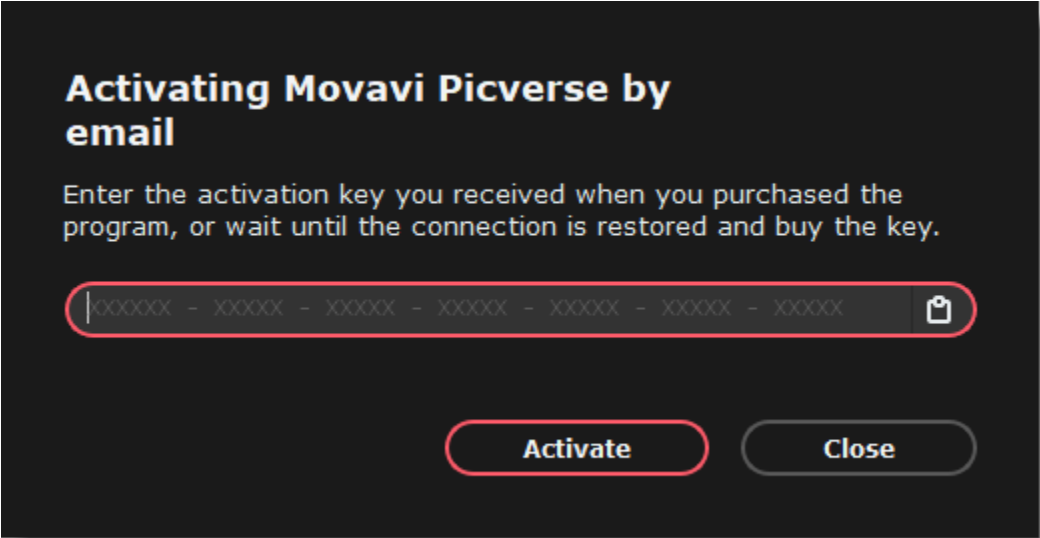 Activating Movavi Picverse by
email
Enter the activation key you received when you purchased the
program, or wait until the connection is restored and buy the key.
XXXXXX - XXXXX - XXXXX - XXXXX - XXXXX - XXXXX - XXXXX
Activate
Close